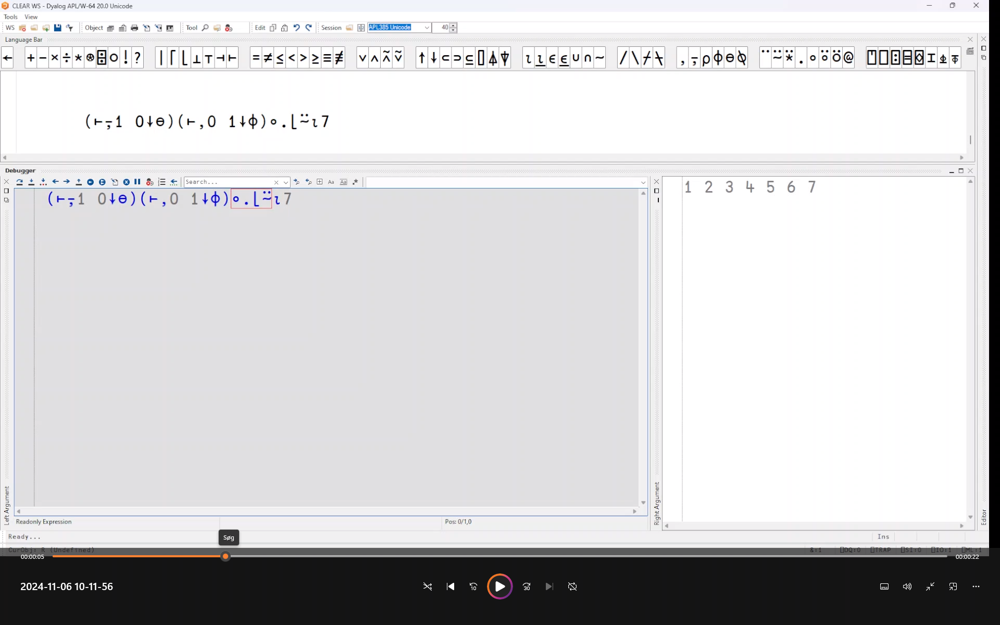 CLEAR WS - Dyalog APL/W-64 20.0 Unicode
Tools View
WS Object Tool Edit Session APL385 Unicode 40
Language Bar
← + - × ÷ * ⍟ ⌹ ○ ! ? | ⌈ ⌊ ⊥ ⊤ ⊣ ⊢ = ≠ ≤ < > ≥ ≡ ≢ ∨ ∧ ⍲ ⍱ ↑ ↓ ⊂ ⊃ ⊆ ⌷ ⍋ ⍒ ⍳ ⍸ ∊ ⍷ ∪ ∩ ~ / \ ⌿ ⍀ , ⍪ ⍴ ⌽ ⊖ ⍉ ¨ ⍨ ⍣ . ∘ ⍤ ⍥ @ ⍞ ⎕ ⍠ ⌸ ⌺ ⌶ ⍎ ⍕
(⊢⍪1 0↓⊖)(⊢,0 1↓⌽)∘.⌊⍨⍳7
Debugger
Search...
Aa Aa
(⊢⍪1 0↓⊖)(⊢,0 1↓⌽)∘.⌊⍨⍳7
1 2 3 4 5 6 7
Left Argument
Right Argument
Editor
Readonly Expression Pos: 0/1,0
Ready... Ins
Søg
CurObj: R (Undefined) &:1 ⎕DQ:0 ⎕TRAP ⎕SI:0 ⎕IO:1 ⎕ML:1
00:00:05 00:00:22
2024-11-06 10-11-56 10 30